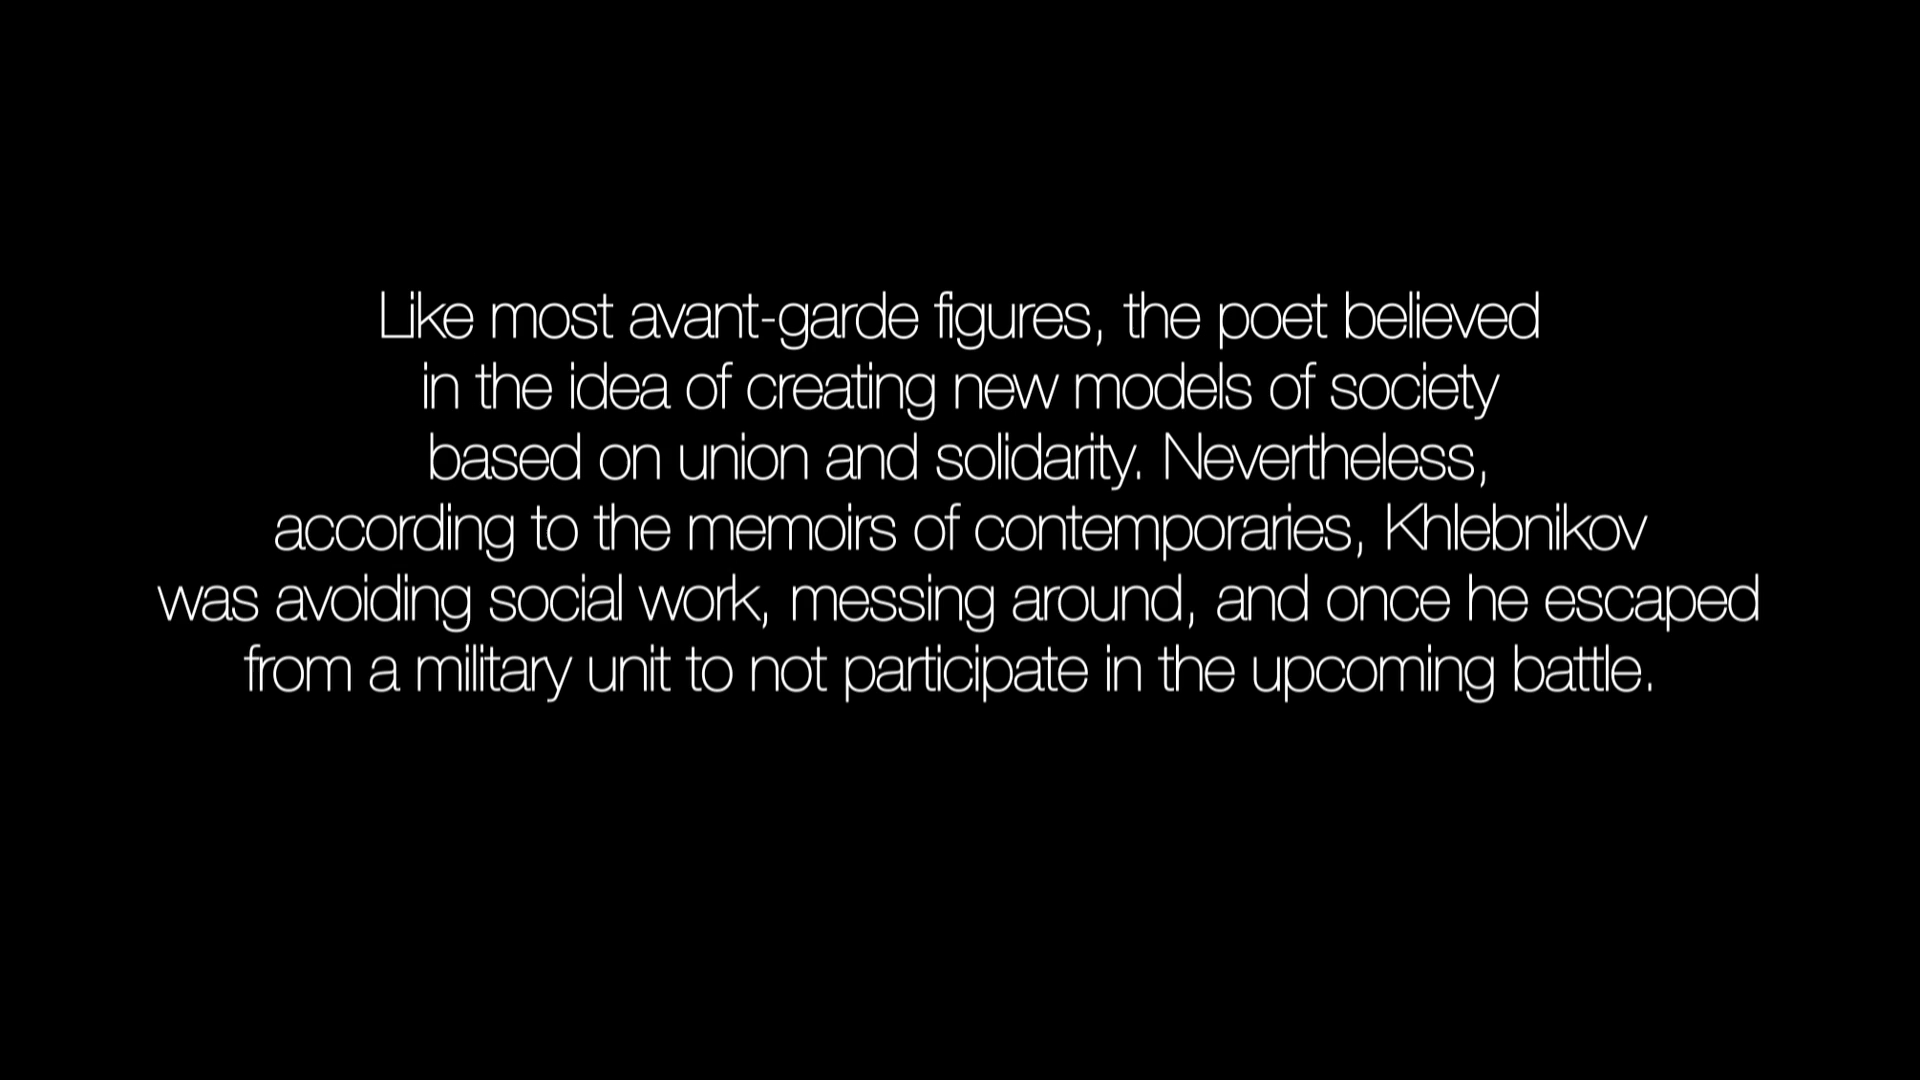 Like most avant-garde figures, the poet believed
in the idea of creating new models of society
based on union and solidarity. Nevertheless,
according to the memoirs of contemporaries, Khlebnikov
was avoiding social work, messing around, and once he escaped
from a military unit to not participate in the upcoming battle.